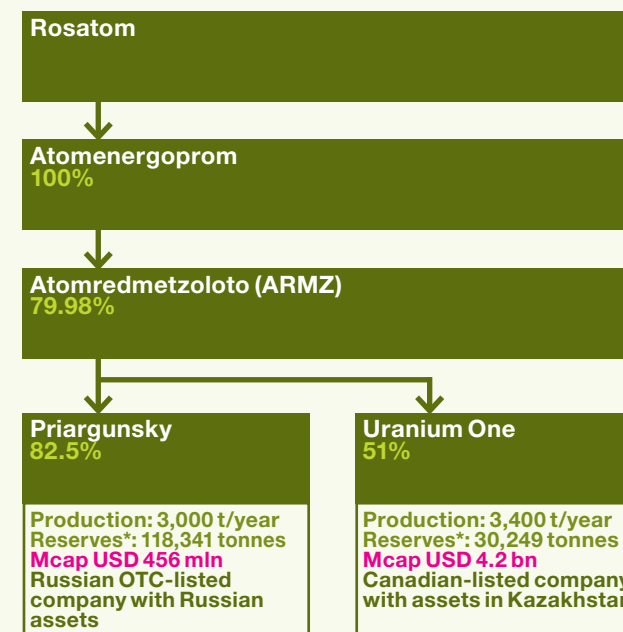 Rosatom
Atomenergoprom
100%
Atomredmetzoloto (ARMZ)
79.98%
Priargunsky
82.5%
Production: 3,000 t/year
Reserves*: 118,341 tonnes
Mcap USD 456 mln
Russian OTC-listed
company with Russian
assets
Uranium One
51%
Production: 3,400 t/year
Reserves*: 30,249 tonnes
Mcap USD 4.2 bn
Canadian-listed company
with assets in Kazakhstan